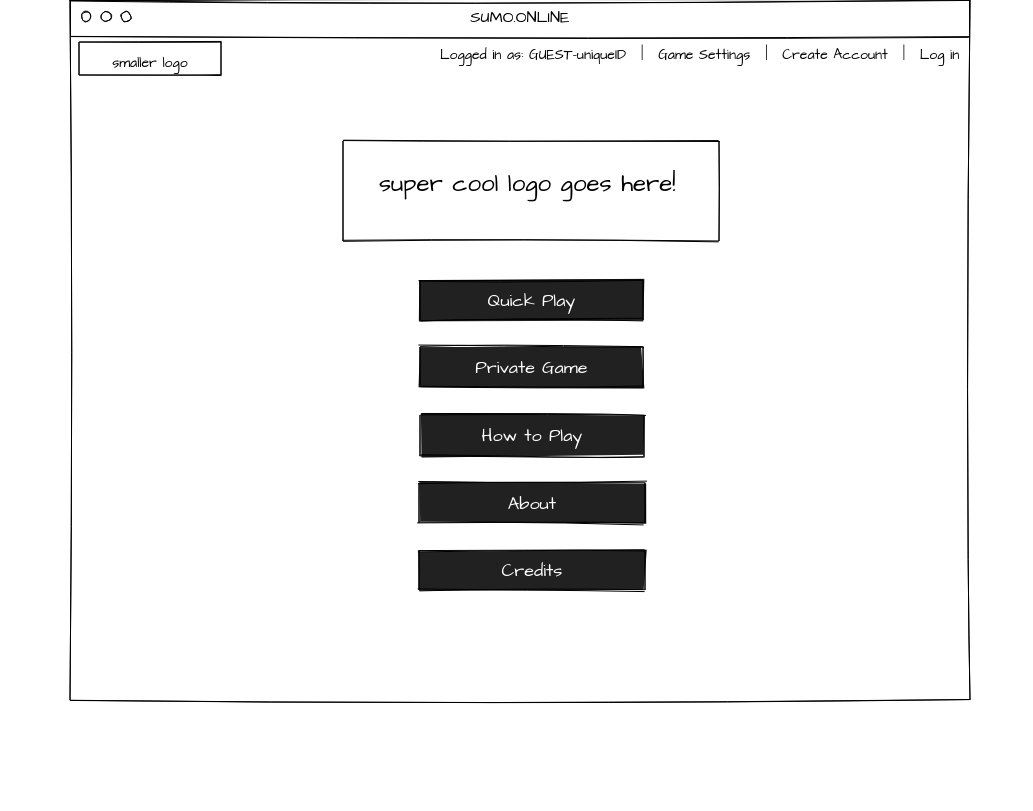 SUMO.ONLINE
smaller logo
Logged in as: GUEST-uniqueID | Game Settings | Create Account | Log in
super cool logo goes here!
Quick Play
Private Game
How to Play
About
Credits